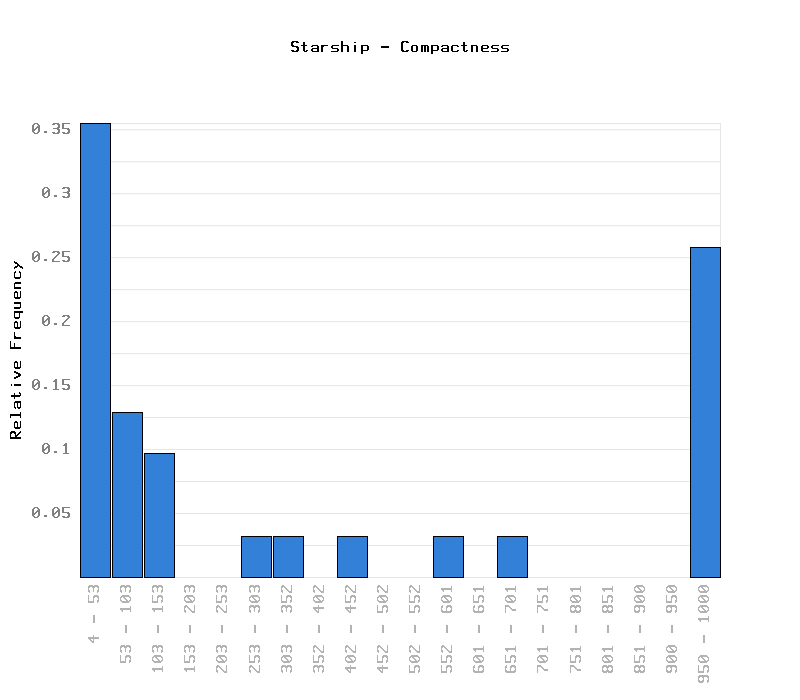 Starship - Compactness
Relative Frequency
0.35
0.3
0.25
0.2
0.15
0.1
0.05
4 - 53
53 - 103
103 - 153
153 - 203
203 - 253
253 - 303
303 - 352
352 - 402
402 - 452
452 - 502
502 - 552
552 - 601
601 - 651
651 - 701
701 - 751
751 - 801
801 - 851
851 - 900
900 - 950
950 - 1000